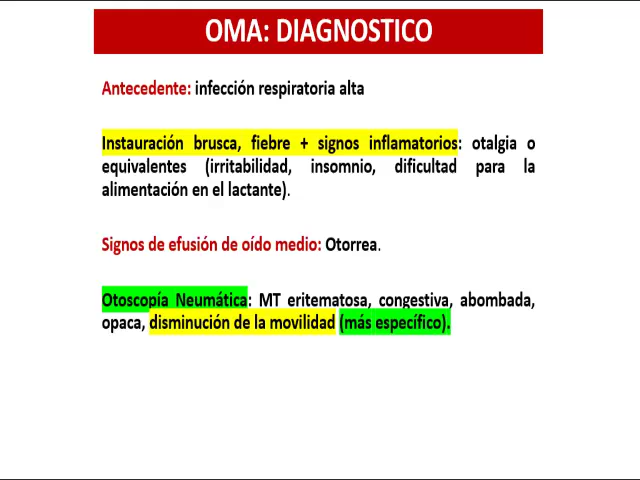 OMA: DIAGNOSTICO
Antecedente: infección respiratoria alta
Instauración brusca, fiebre + signos inflamatorios: otalgia o
equivalentes (irritabilidad, insomnio, dificultad para la
alimentación en el lactante).
Signos de efusión de oído medio: Otorrea.
Otoscopía Neumática: MT eritematosa, congestiva, abombada,
opaca, disminución de la movilidad (más específico).